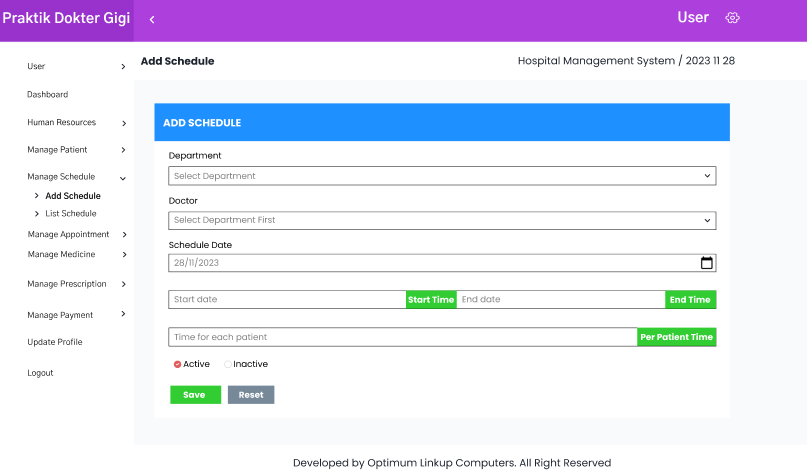 Praktik Dokter Gigi
User
User
Dashboard
Human Resources
Manage Patient
Manage Schedule
Add Schedule
List Schedule
Manage Appointment
Manage Medicine
Manage Prescription
Manage Payment
Update Profile
Logout
Add Schedule
Hospital Management System / 2023 11 28
ADD SCHEDULE
Department
Select Department
Doctor
Select Department First
Schedule Date
28/11/2023
Start date Start Time End date End Time
Time for each patient Per Patient Time
Active Inactive
Save Reset
Developed by Optimum Linkup Computers. All Right Reserved